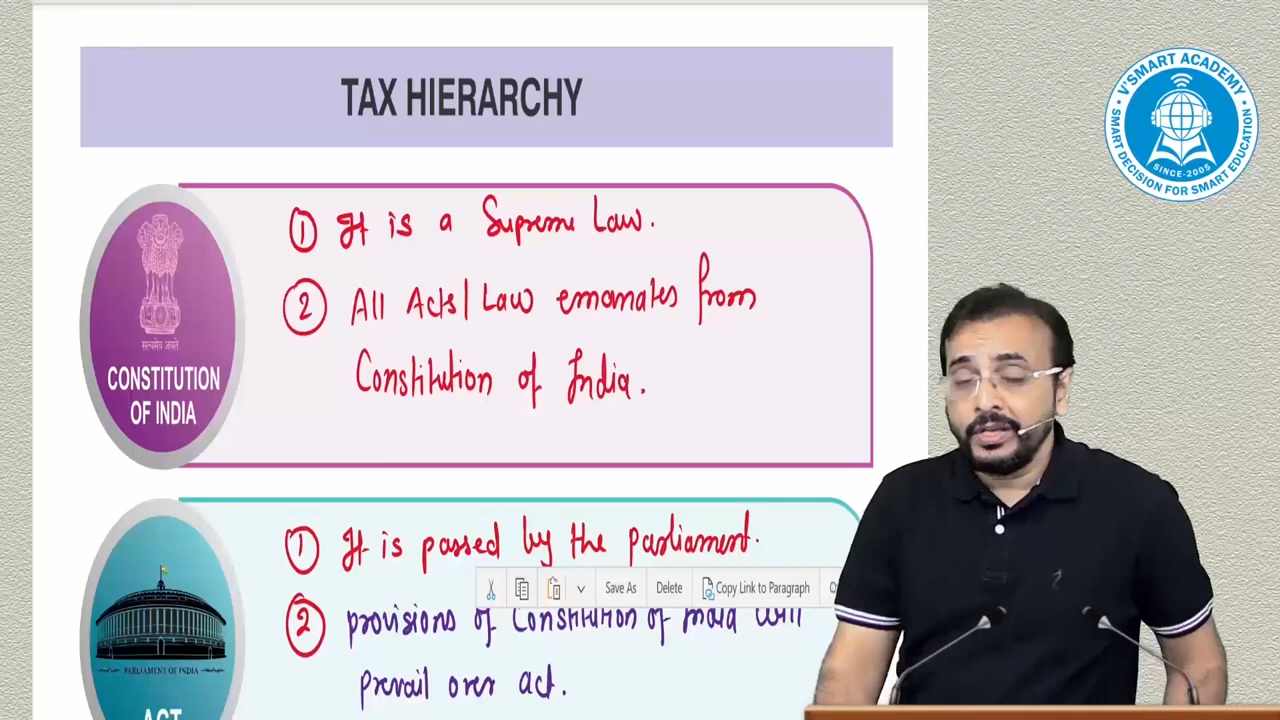 TAX HIERARCHY
V'SMART ACADEMY
SINCE-2005
SMART DECISION FOR SMART EDUCATION
सत्यमेव जयते
CONSTITUTION
OF INDIA
① It is a Supreme Law.
② All Acts/Law emanates from
Constitution of India.
PARLIAMENT OF INDIA
ACT
① It is passed by the parliament.
Save As Delete Copy Link to Paragraph
② provisions of Constitution of India will
prevail over act.